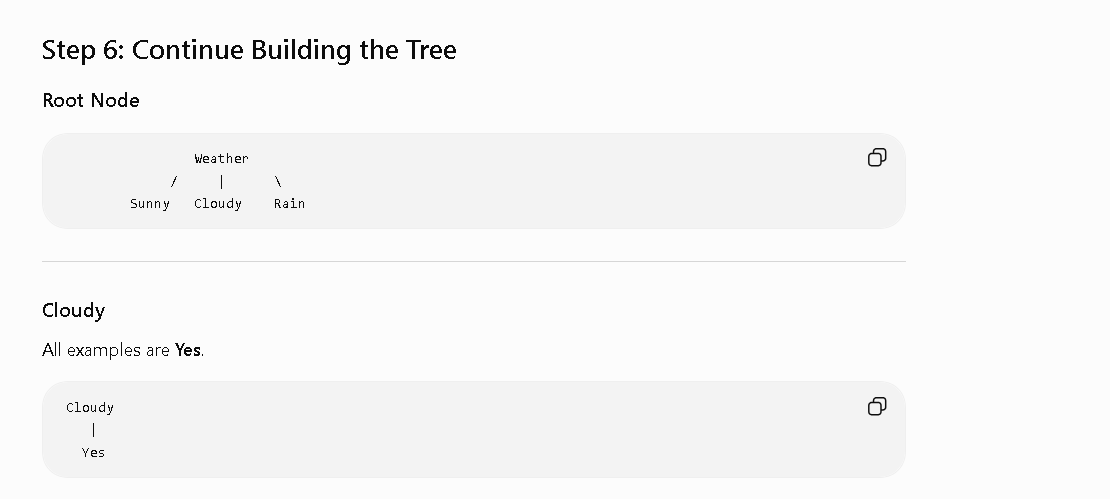 Step 6: Continue Building the Tree
Root Node
Weather
/ | \
Sunny Cloudy Rain
Cloudy
All examples are Yes.
Cloudy
|
Yes